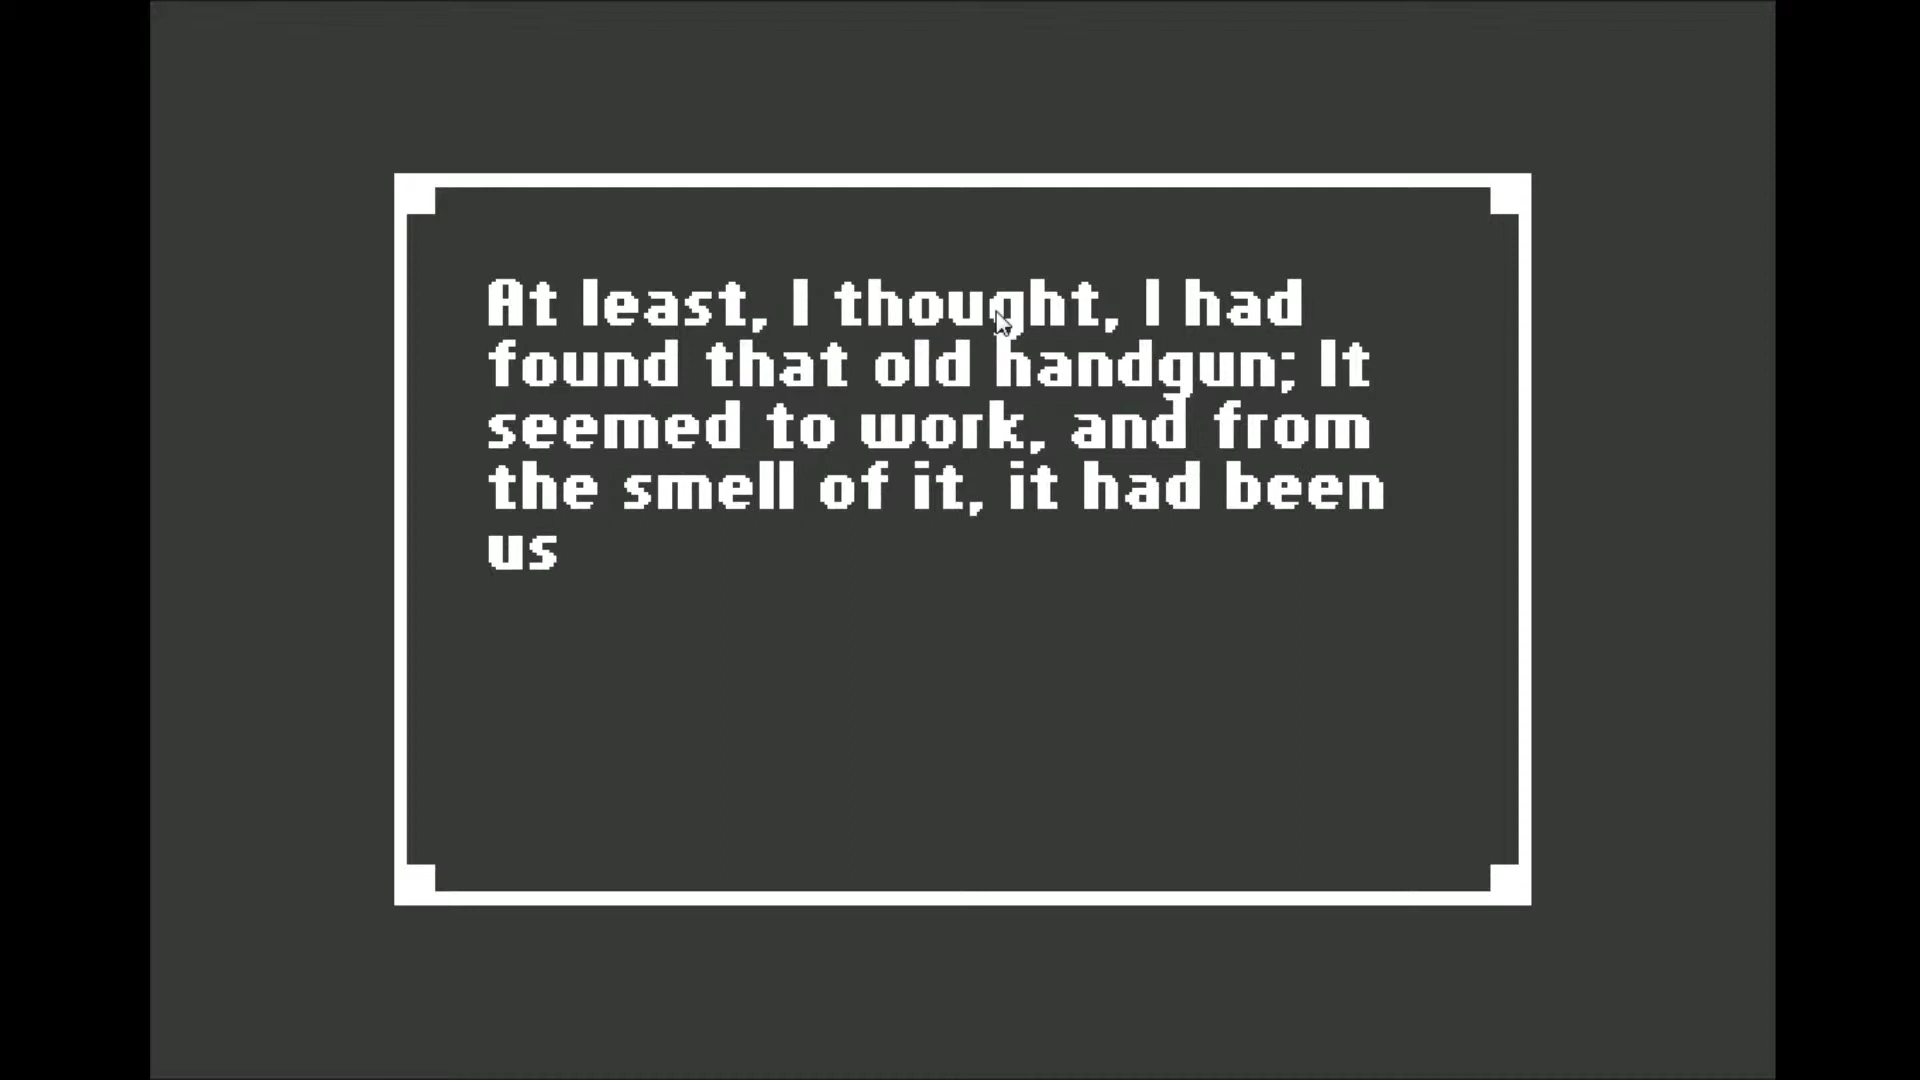 At least, I thought, I had
found that old handgun; It
seemed to work, and from
the smell of it, it had been
us